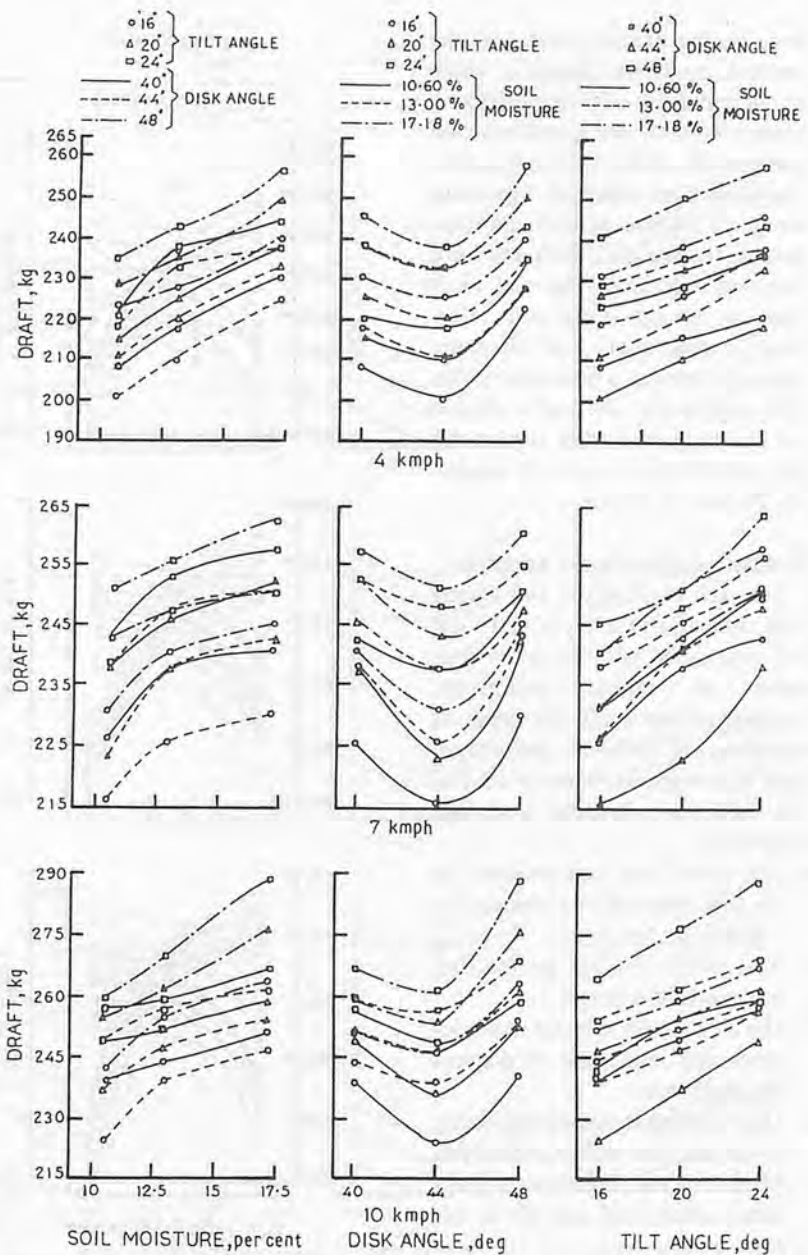 16° TILT ANGLE
20°
24°
40° DISK ANGLE
44°
48°
16° TILT ANGLE
20°
24°
10·60 % SOIL MOISTURE
13·00 %
17·18 %
40° DISK ANGLE
44°
48°
10·60 % SOIL MOISTURE
13·00 %
17·18 %
DRAFT, kg
265
260
250
240
230
220
210
200
190
4 kmph
DRAFT, kg
265
255
245
235
225
215
7 kmph
DRAFT, kg
290
275
260
245
230
215
10 12·5 15 17·5
40 44 48
16 20 24
10 kmph
SOIL MOISTURE, per cent DISK ANGLE, deg TILT ANGLE, deg